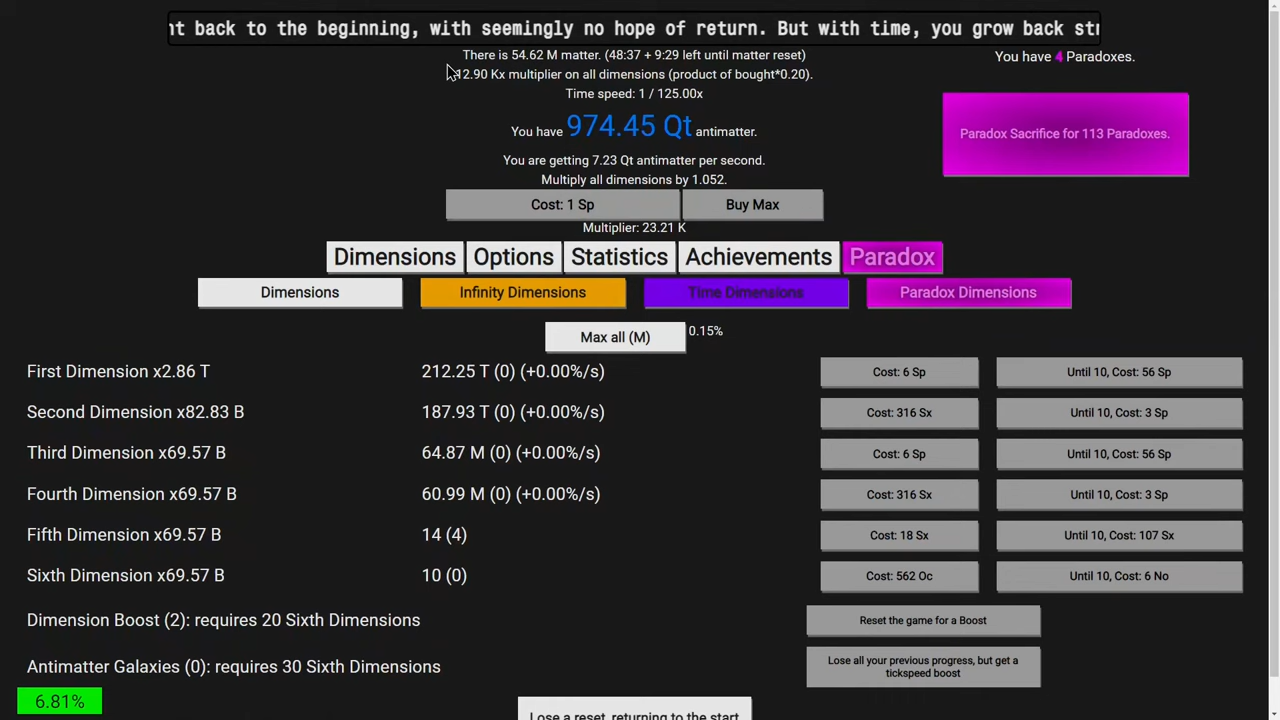 nt back to the beginning, with seemingly no hope of return. But with time, you grow back str
There is 54.62 M matter. (48:37 + 9:29 left until matter reset)
12.90 Kx multiplier on all dimensions (product of bought*0.20).
Time speed: 1 / 125.00x
You have 4 Paradoxes.
Paradox Sacrifice for 113 Paradoxes.
You have 974.45 Qt antimatter.
You are getting 7.23 Qt antimatter per second.
Multiply all dimensions by 1.052.
Cost: 1 Sp Buy Max
Multiplier: 23.21 K
Dimensions Options Statistics Achievements Paradox
Dimensions Infinity Dimensions Time Dimensions Paradox Dimensions
Max all (M) 0.15%
First Dimension x2.86 T 212.25 T (0) (+0.00%/s) Cost: 6 Sp Until 10, Cost: 56 Sp
Second Dimension x82.83 B 187.93 T (0) (+0.00%/s) Cost: 316 Sx Until 10, Cost: 3 Sp
Third Dimension x69.57 B 64.87 M (0) (+0.00%/s) Cost: 6 Sp Until 10, Cost: 56 Sp
Fourth Dimension x69.57 B 60.99 M (0) (+0.00%/s) Cost: 316 Sx Until 10, Cost: 3 Sp
Fifth Dimension x69.57 B 14 (4) Cost: 18 Sx Until 10, Cost: 107 Sx
Sixth Dimension x69.57 B 10 (0) Cost: 562 Oc Until 10, Cost: 6 No
Dimension Boost (2): requires 20 Sixth Dimensions Reset the game for a Boost
Antimatter Galaxies (0): requires 30 Sixth Dimensions Lose all your previous progress, but get a
tickspeed boost
6.81%
Lose a reset, returning to the start